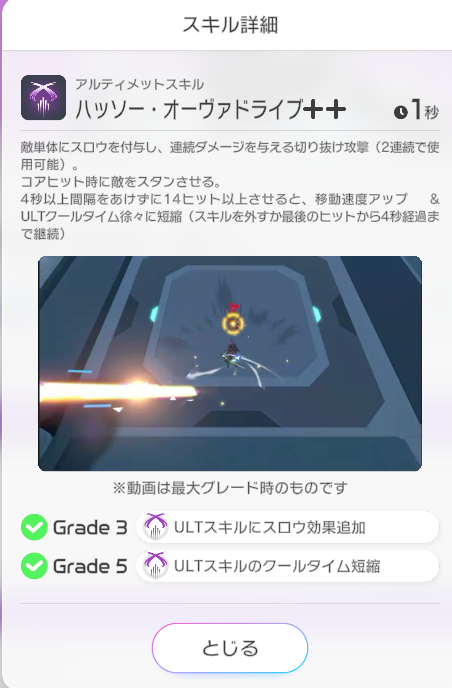 スキル詳細
アルティメットスキル
ハッソー・オーヴァドライブ++
1秒
敵単体にスロウを付与し、連続ダメージを与える切り抜け攻撃（2連続で使
用可能）。
コアヒット時に敵をスタンさせる。
4秒以上間隔をあけずに14ヒット以上させると、移動速度アップ　&
ULTクールタイム徐々に短縮（スキルを外すか最後のヒットから4秒経過ま
で継続）
※動画は最大グレード時のものです
Grade 3 ULTスキルにスロウ効果追加
Grade 5 ULTスキルのクールタイム短縮
とじる